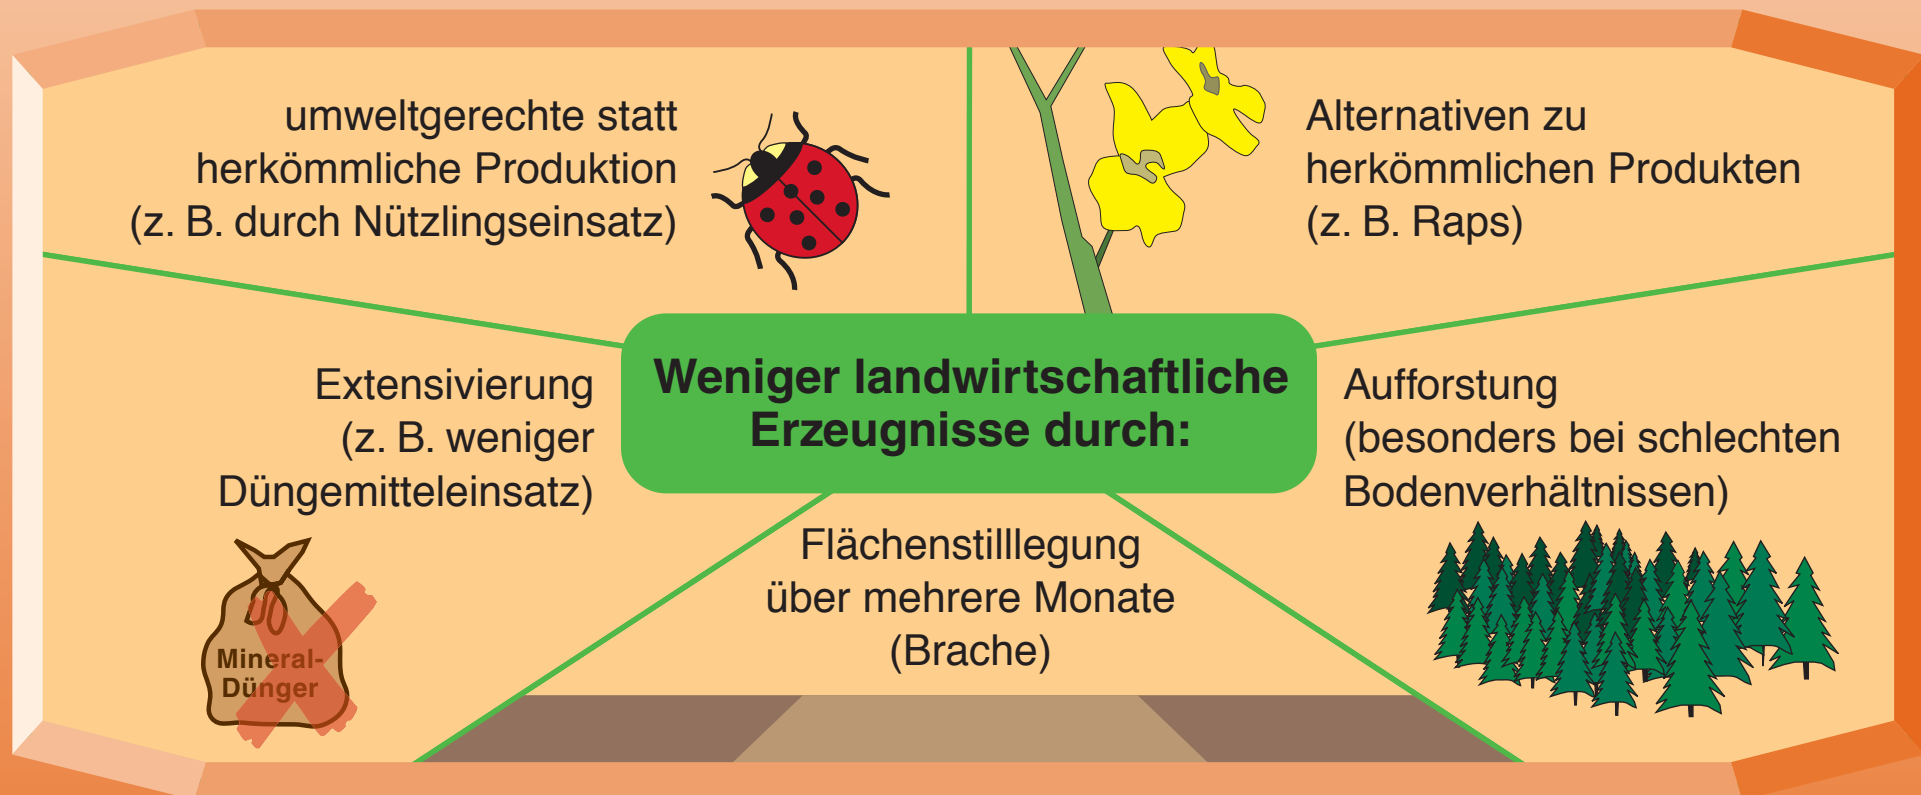 umweltgerechte statt
herkömmliche Produktion
(z. B. durch Nützlingseinsatz)
Alternativen zu
herkömmlichen Produkten
(z. B. Raps)
Weniger landwirtschaftliche
Erzeugnisse durch:
Extensivierung
(z. B. weniger
Düngemitteleinsatz)
Mineral-
Dünger
Flächenstilllegung
über mehrere Monate
(Brache)
Aufforstung
(besonders bei schlechten
Bodenverhältnissen)